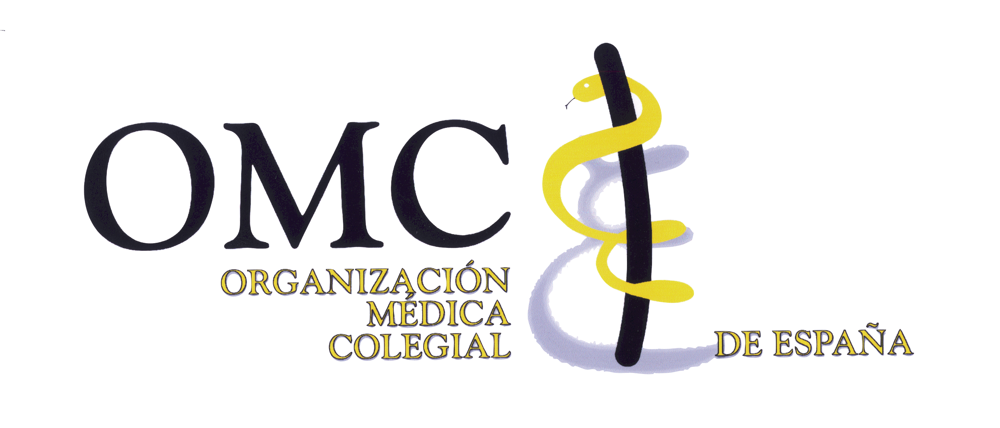 OMC
ORGANIZACIÓN
MÉDICA
COLEGIAL
DE ESPAÑA